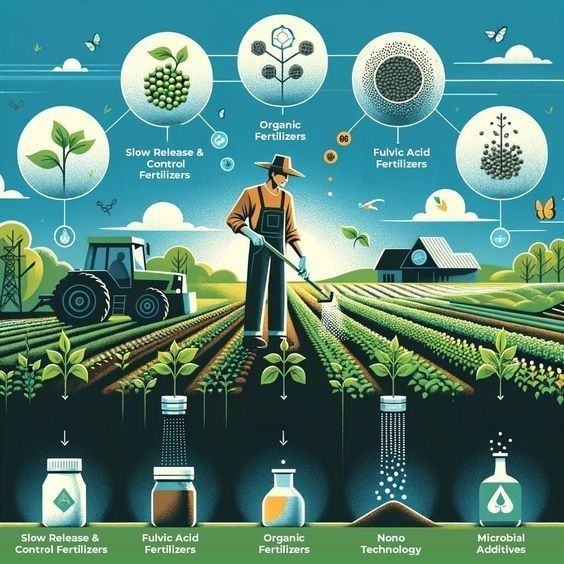 Organic
Fertilizers
Slow Release &
Control
Fertilizers
Fulvic Acid
Fertilizers
Slow Release &
Control Fertilizers
Fulvic Acid
Fertilizers
Organic
Fertilizers
Nono
Technology
Microbial
Additives